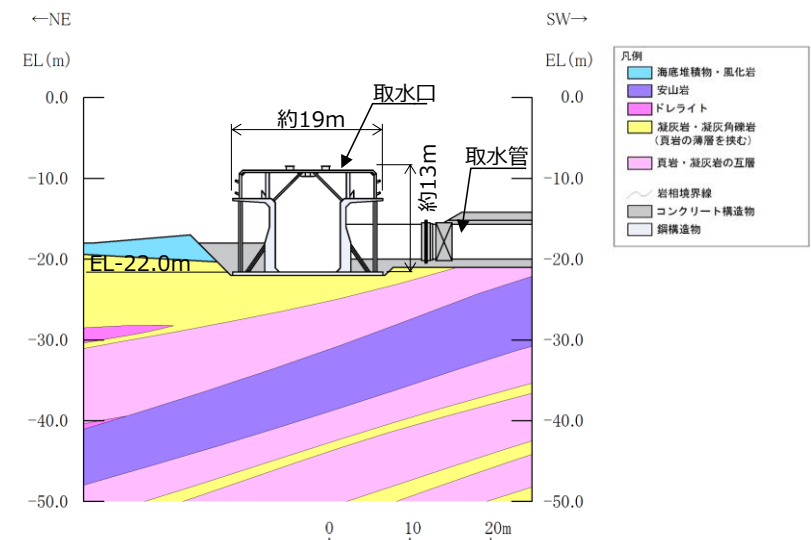 ←NE
SW→
EL(m)
EL(m)
凡例
海底堆積物・風化岩
安山岩
ドレライト
凝灰岩・凝灰角礫岩
(頁岩の薄層を挟む)
頁岩・凝灰岩の互層
岩相境界線
コンクリート構造物
鋼構造物
取水口
約19m
約13m
取水管
EL-22.0m
0.0
-10.0
-20.0
-30.0
-40.0
-50.0
0.0
-10.0
-20.0
-30.0
-40.0
-50.0
0 10 20m